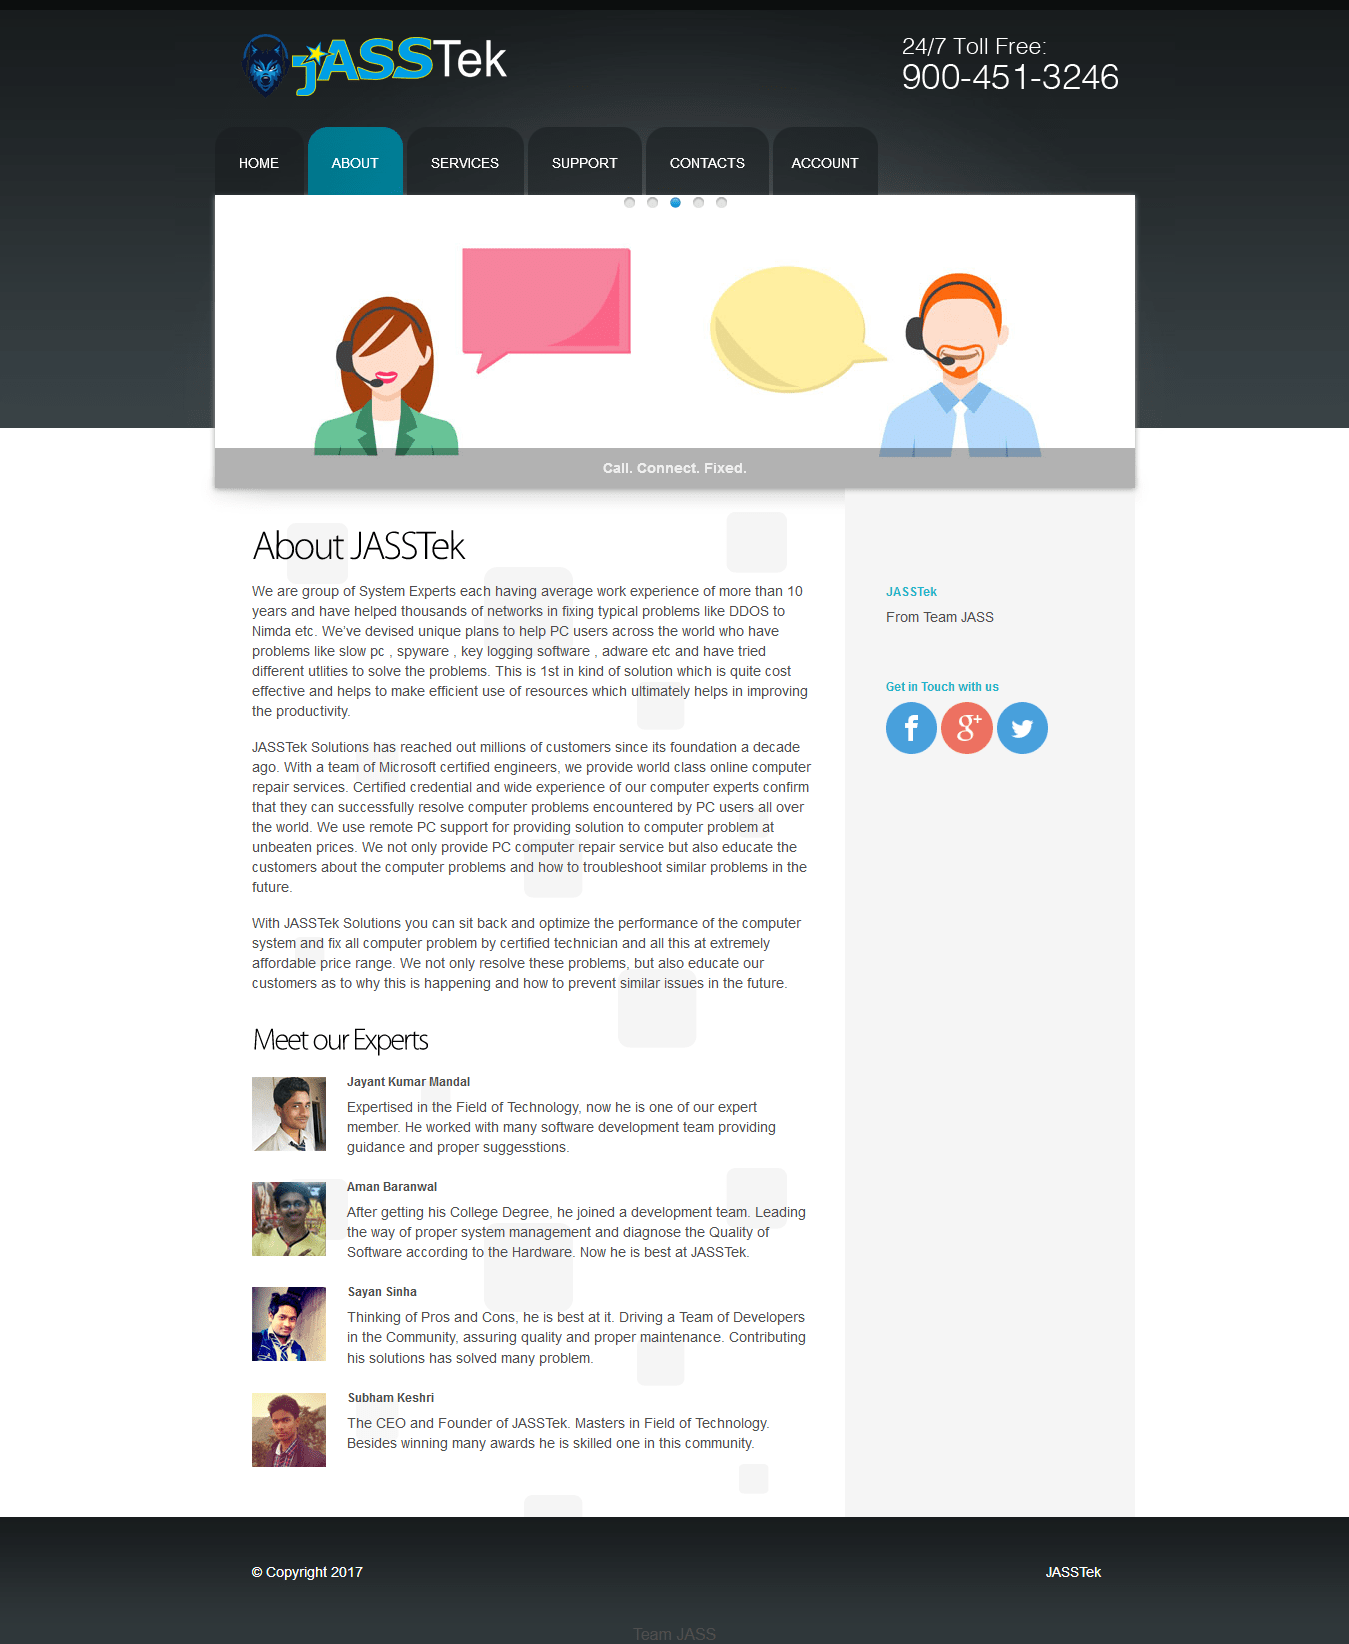 jASSTek
24/7 Toll Free:
900-451-3246
HOME
ABOUT
SERVICES
SUPPORT
CONTACTS
ACCOUNT
Call. Connect. Fixed.
About JASSTek
We are group of System Experts each having average work experience of more than 10
years and have helped thousands of networks in fixing typical problems like DDOS to
Nimda etc. We've devised unique plans to help PC users across the world who have
problems like slow pc , spyware , key logging software , adware etc and have tried
different utlities to solve the problems. This is 1st in kind of solution which is quite cost
effective and helps to make efficient use of resources which ultimately helps in improving
the productivity.
JASSTek Solutions has reached out millions of customers since its foundation a decade
ago. With a team of Microsoft certified engineers, we provide world class online computer
repair services. Certified credential and wide experience of our computer experts confirm
that they can successfully resolve computer problems encountered by PC users all over
the world. We use remote PC support for providing solution to computer problem at
unbeaten prices. We not only provide PC computer repair service but also educate the
customers about the computer problems and how to troubleshoot similar problems in the
future.
With JASSTek Solutions you can sit back and optimize the performance of the computer
system and fix all computer problem by certified technician and all this at extremely
affordable price range. We not only resolve these problems, but also educate our
customers as to why this is happening and how to prevent similar issues in the future.
Meet our Experts
Jayant Kumar Mandal
Expertised in the Field of Technology, now he is one of our expert
member. He worked with many software development team providing
guidance and proper suggesstions.
Aman Baranwal
After getting his College Degree, he joined a development team. Leading
the way of proper system management and diagnose the Quality of
Software according to the Hardware. Now he is best at JASSTek.
Sayan Sinha
Thinking of Pros and Cons, he is best at it. Driving a Team of Developers
in the Community, assuring quality and proper maintenance. Contributing
his solutions has solved many problem.
Subham Keshri
The CEO and Founder of JASSTek. Masters in Field of Technology.
Besides winning many awards he is skilled one in this community.
JASSTek
From Team JASS
Get in Touch with us
f
g+
© Copyright 2017
JASSTek
Team JASS